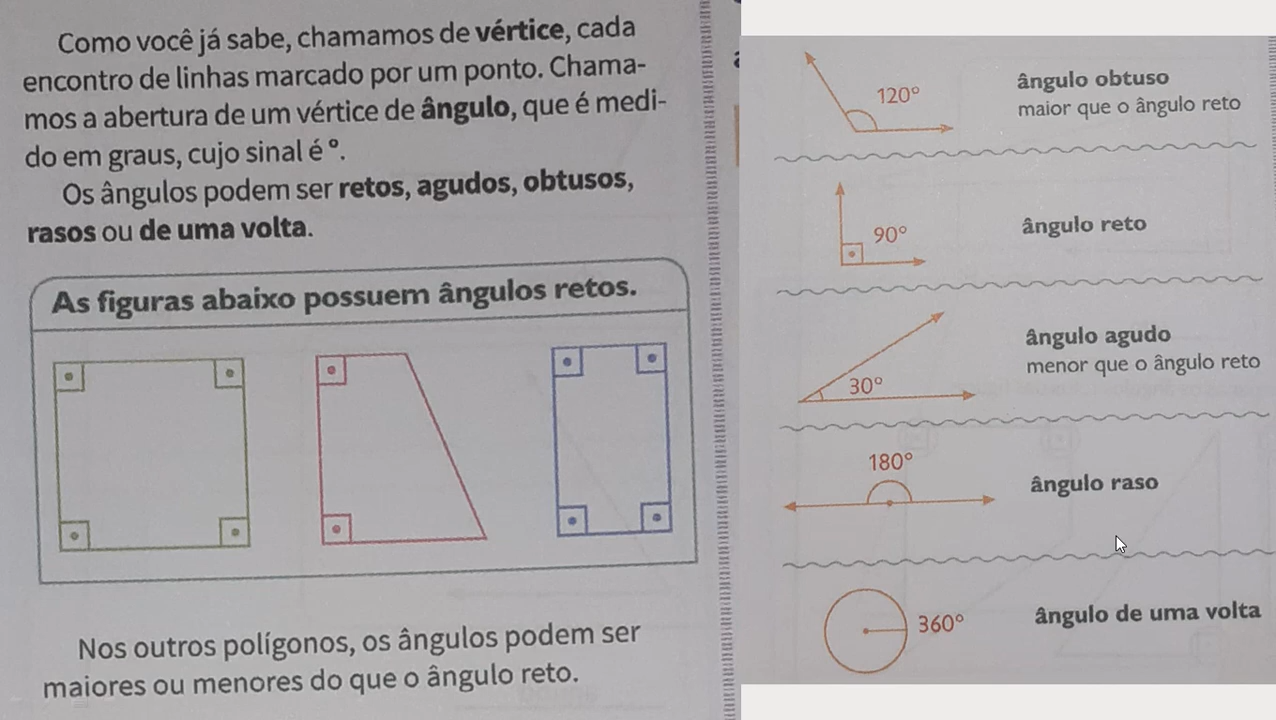 Como você já sabe, chamamos de vértice, cada
encontro de linhas marcado por um ponto. Chama-
mos a abertura de um vértice de ângulo, que é medi-
do em graus, cujo sinal é °.
Os ângulos podem ser retos, agudos, obtusos,
rasos ou de uma volta.
As figuras abaixo possuem ângulos retos.
Nos outros polígonos, os ângulos podem ser
maiores ou menores do que o ângulo reto.
120°
ângulo obtuso
maior que o ângulo reto
90°
ângulo reto
30°
ângulo agudo
menor que o ângulo reto
180°
ângulo raso
360°
ângulo de uma volta